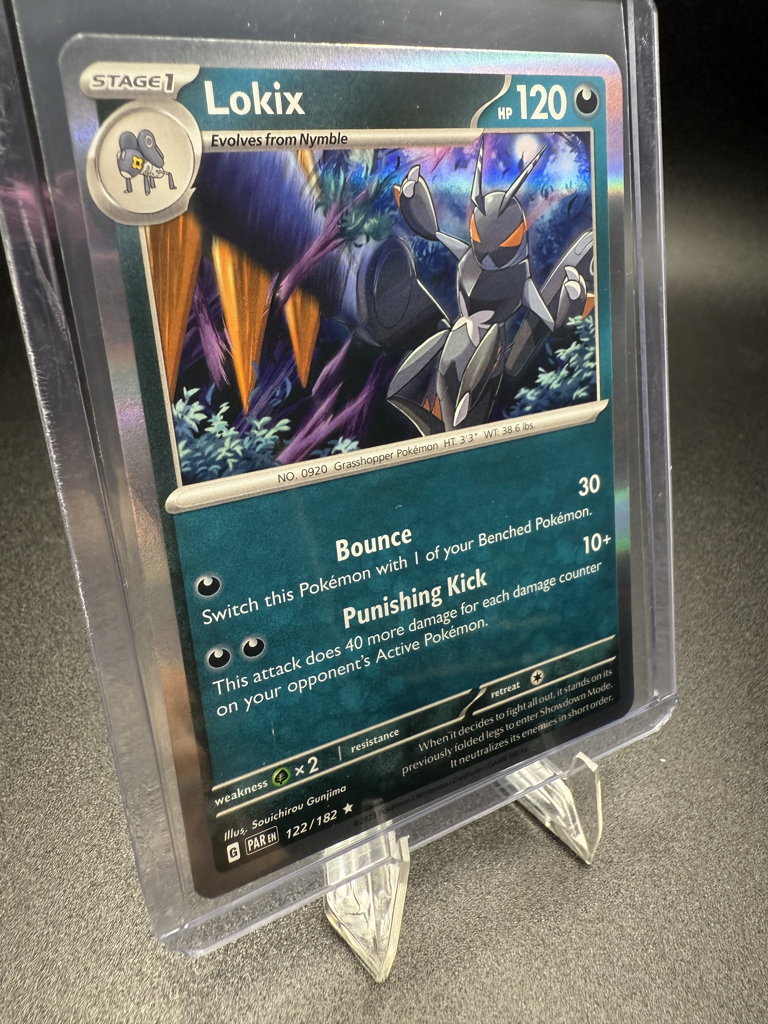 STAGE1
Lokix
HP 120
Evolves from Nymble
NO. 0920 Grasshopper Pokémon HT: 3'3" WT: 38.6 lbs.
Bounce
30
Switch this Pokémon with 1 of your Benched Pokémon.
Punishing Kick
10+
This attack does 40 more damage for each damage counter
on your opponent's Active Pokémon.
weakness ×2 resistance
retreat
When it decides to fight all out, it stands on its
previously folded legs to enter Showdown Mode.
It neutralizes its enemies in short order.
Illus. Souichirou Gunjima
G PAR EN 122/182 ★